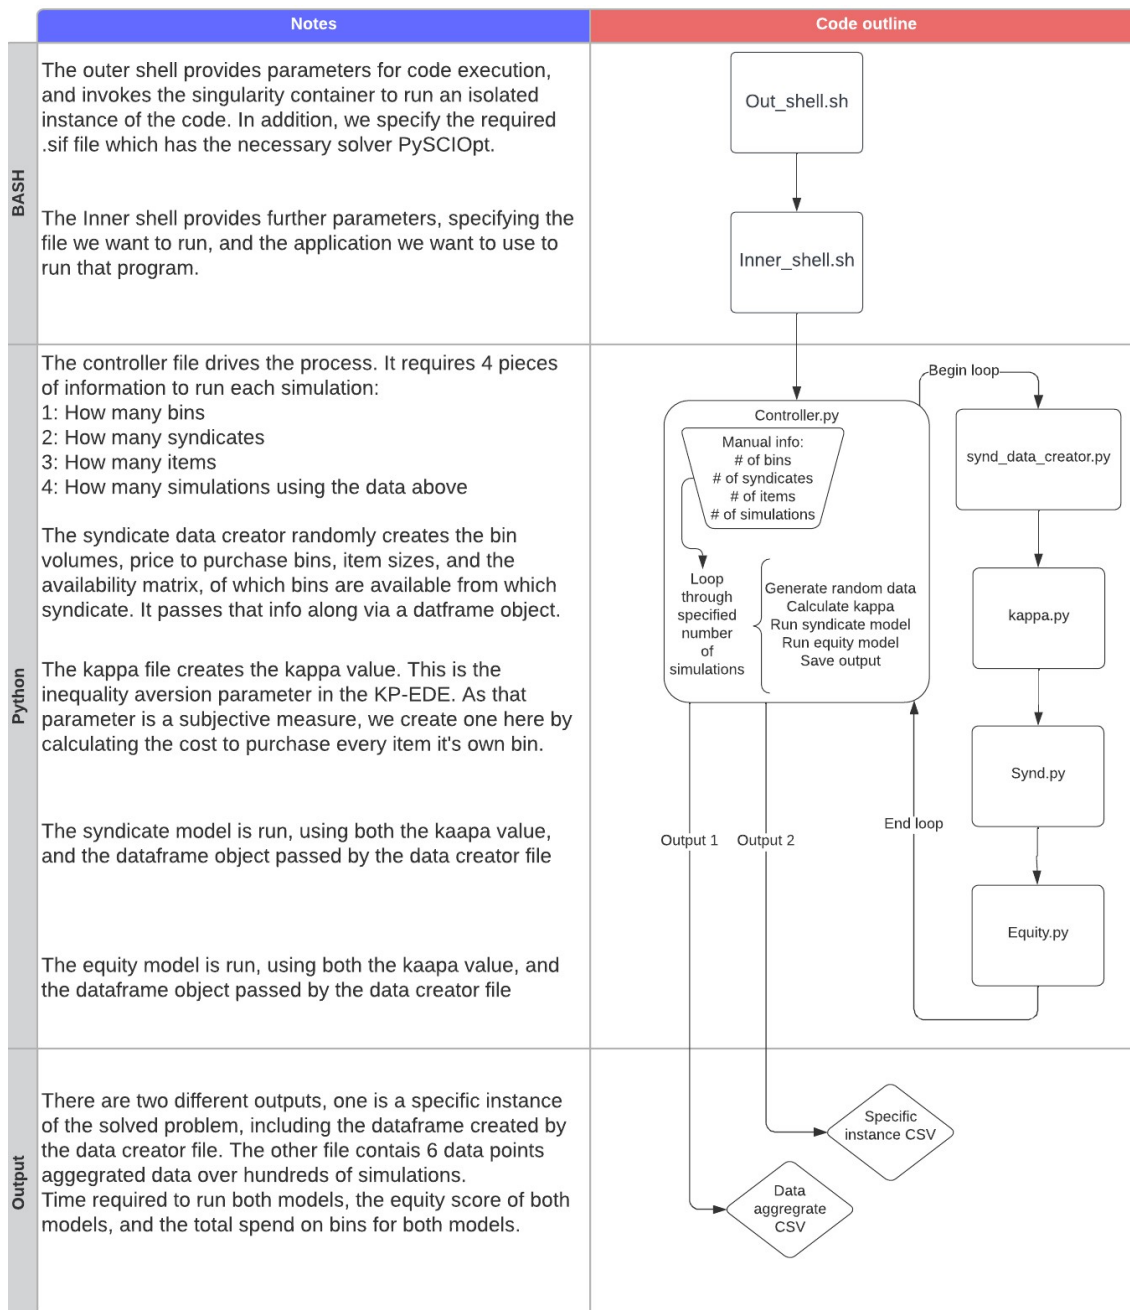 Notes
Code outline
BASH
The outer shell provides parameters for code execution,
and invokes the singularity container to run an isolated
instance of the code. In addition, we specify the required
.sif file which has the necessary solver PySCIOpt.
The Inner shell provides further parameters, specifying the
file we want to run, and the application we want to use to
run that program.
Out_shell.sh
Inner_shell.sh
Python
The controller file drives the process. It requires 4 pieces
of information to run each simulation:
1: How many bins
2: How many syndicates
3: How many items
4: How many simulations using the data above
The syndicate data creator randomly creates the bin
volumes, price to purchase bins, item sizes, and the
availability matrix, of which bins are available from which
syndicate. It passes that info along via a datframe object.
The kappa file creates the kappa value. This is the
inequality aversion parameter in the KP-EDE. As that
parameter is a subjective measure, we create one here by
calculating the cost to purchase every item it's own bin.
The syndicate model is run, using both the kaapa value,
and the dataframe object passed by the data creator file
The equity model is run, using both the kaapa value, and
the dataframe object passed by the data creator file
Controller.py
Manual info:
# of bins
# of syndicates
# of items
# of simulations
Loop
through
specified
number
of
simulations
Generate random data
Calculate kappa
Run syndicate model
Run equity model
Save output
Begin loop
synd_data_creator.py
kappa.py
Synd.py
Equity.py
End loop
Output 1
Output 2
Output
There are two different outputs, one is a specific instance
of the solved problem, including the dataframe created by
the data creator file. The other file contais 6 data points
aggegrated data over hundreds of simulations.
Time required to run both models, the equity score of both
models, and the total spend on bins for both models.
Specific
instance CSV
Data
aggregrate
CSV